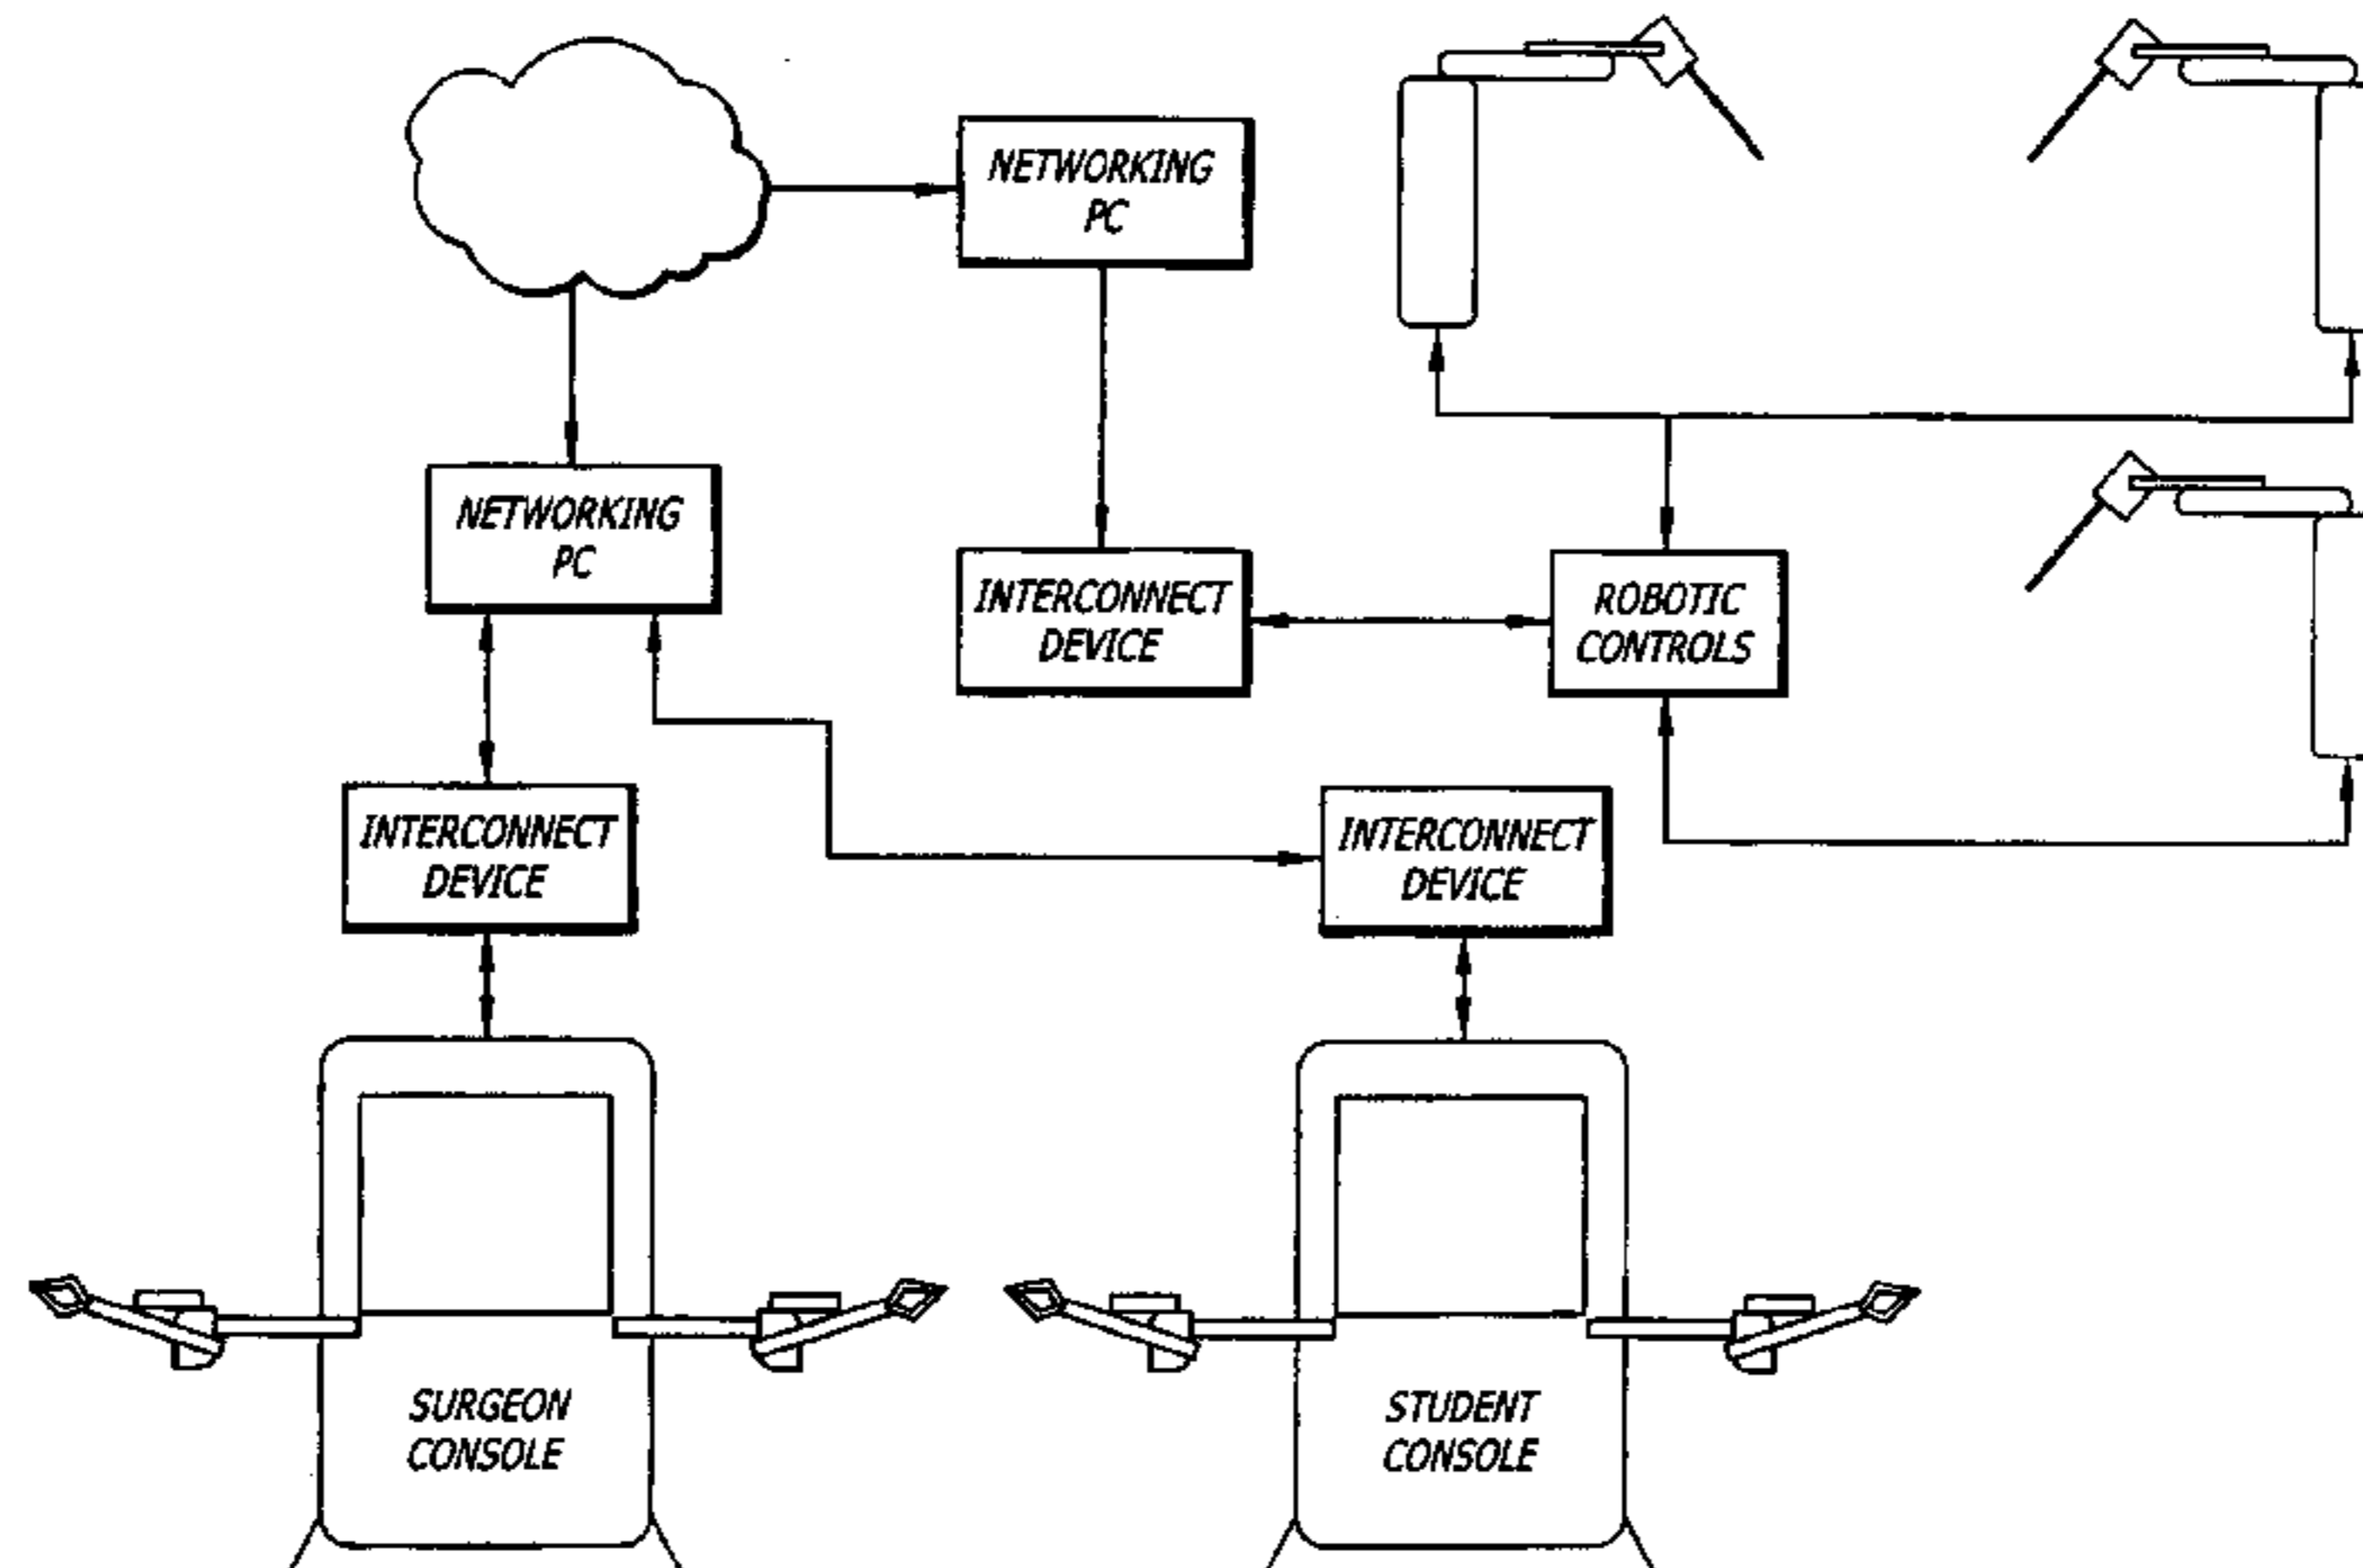 NETWORKING
PC
NETWORKING
PC
INTERCONNECT
DEVICE
ROBOTIC
CONTROLS
INTERCONNECT
DEVICE
INTERCONNECT
DEVICE
SURGEON
CONSOLE
STUDENT
CONSOLE